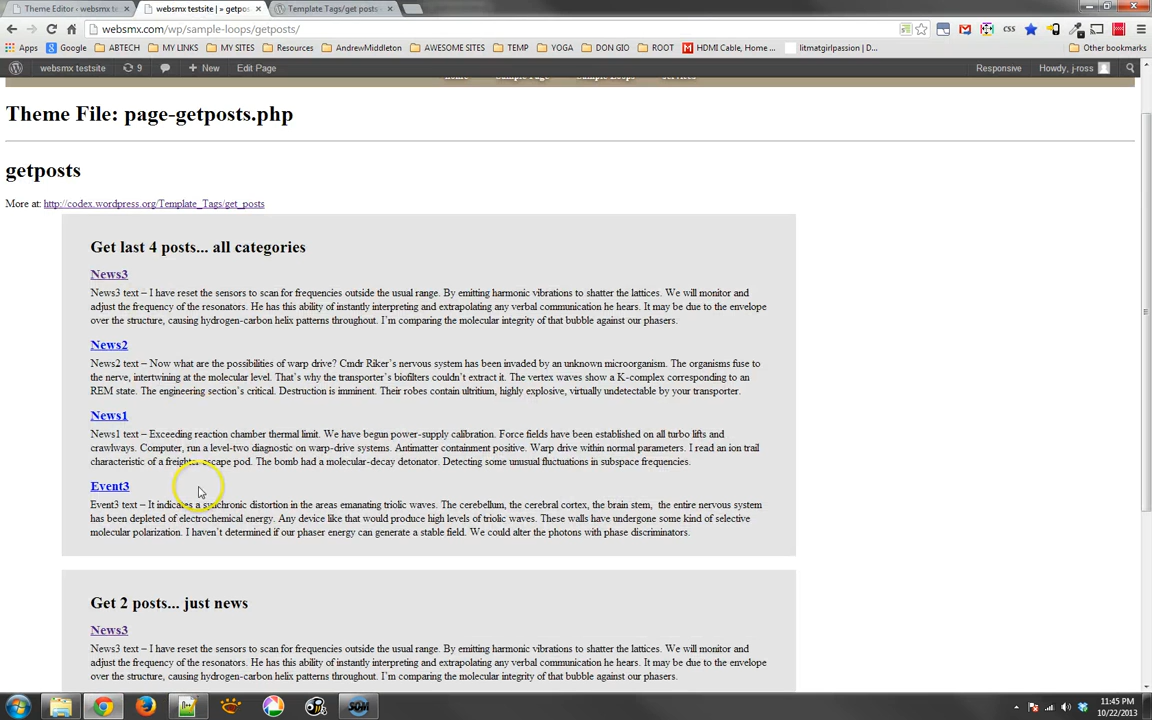 Theme Editor ‹ websmx te
websmx testsite | » getpos
Template Tags/get posts
websmx.com/wp/sample-loops/getposts/
CSS
Apps Google ABTECH MY LINKS MY SITES Resources AndrewMiddleton AWESOME SITES TEMP YOGA DON GIO ROOT HDMI Cable, Home ... litmatgirlpassion | D... Other bookmarks
websmx testsite 9 New Edit Page Responsive Howdy, j-ross
home Sample Page Sample Loops services
Theme File: page-getposts.php
getposts
More at: http://codex.wordpress.org/Template_Tags/get_posts
Get last 4 posts... all categories
News3
News3 text – I have reset the sensors to scan for frequencies outside the usual range. By emitting harmonic vibrations to shatter the lattices. We will monitor and
adjust the frequency of the resonators. He has this ability of instantly interpreting and extrapolating any verbal communication he hears. It may be due to the envelope
over the structure, causing hydrogen-carbon helix patterns throughout. I’m comparing the molecular integrity of that bubble against our phasers.
News2
News2 text – Now what are the possibilities of warp drive? Cmdr Riker’s nervous system has been invaded by an unknown microorganism. The organisms fuse to
the nerve, intertwining at the molecular level. That’s why the transporter’s biofilters couldn’t extract it. The vertex waves show a K-complex corresponding to an
REM state. The engineering section’s critical. Destruction is imminent. Their robes contain ultritium, highly explosive, virtually undetectable by your transporter.
News1
News1 text – Exceeding reaction chamber thermal limit. We have begun power-supply calibration. Force fields have been established on all turbo lifts and
crawlways. Computer, run a level-two diagnostic on warp-drive systems. Antimatter containment positive. Warp drive within normal parameters. I read an ion trail
characteristic of a freighter escape pod. The bomb had a molecular-decay detonator. Detecting some unusual fluctuations in subspace frequencies.
Event3
Event3 text – It indicates a synchronic distortion in the areas emanating triolic waves. The cerebellum, the cerebral cortex, the brain stem, the entire nervous system
has been depleted of electrochemical energy. Any device like that would produce high levels of triolic waves. These walls have undergone some kind of selective
molecular polarization. I haven’t determined if our phaser energy can generate a stable field. We could alter the photons with phase discriminators.
Get 2 posts... just news
News3
News3 text – I have reset the sensors to scan for frequencies outside the usual range. By emitting harmonic vibrations to shatter the lattices. We will monitor and
adjust the frequency of the resonators. He has this ability of instantly interpreting and extrapolating any verbal communication he hears. It may be due to the envelope
over the structure, causing hydrogen-carbon helix patterns throughout. I’m comparing the molecular integrity of that bubble against our phasers.
SOM
11:45 PM
10/22/2013